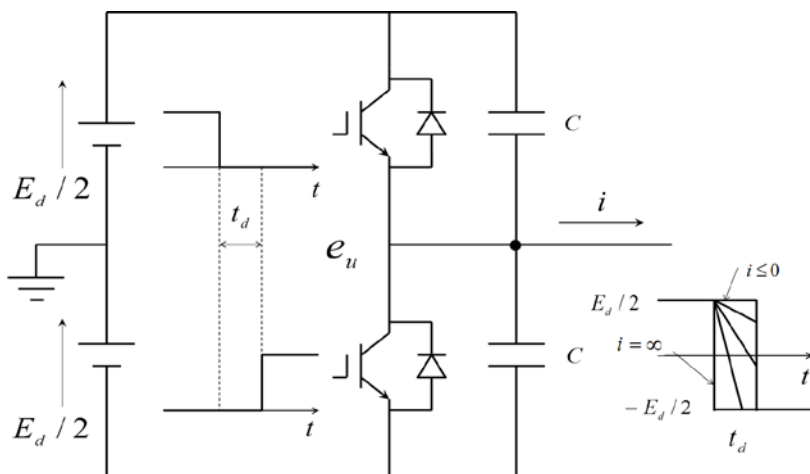 E_d / 2
t
t_d
e_u
C
i
i ≤ 0
E_d / 2
i = ∞
t
− E_d / 2
t_d
C
E_d / 2
t